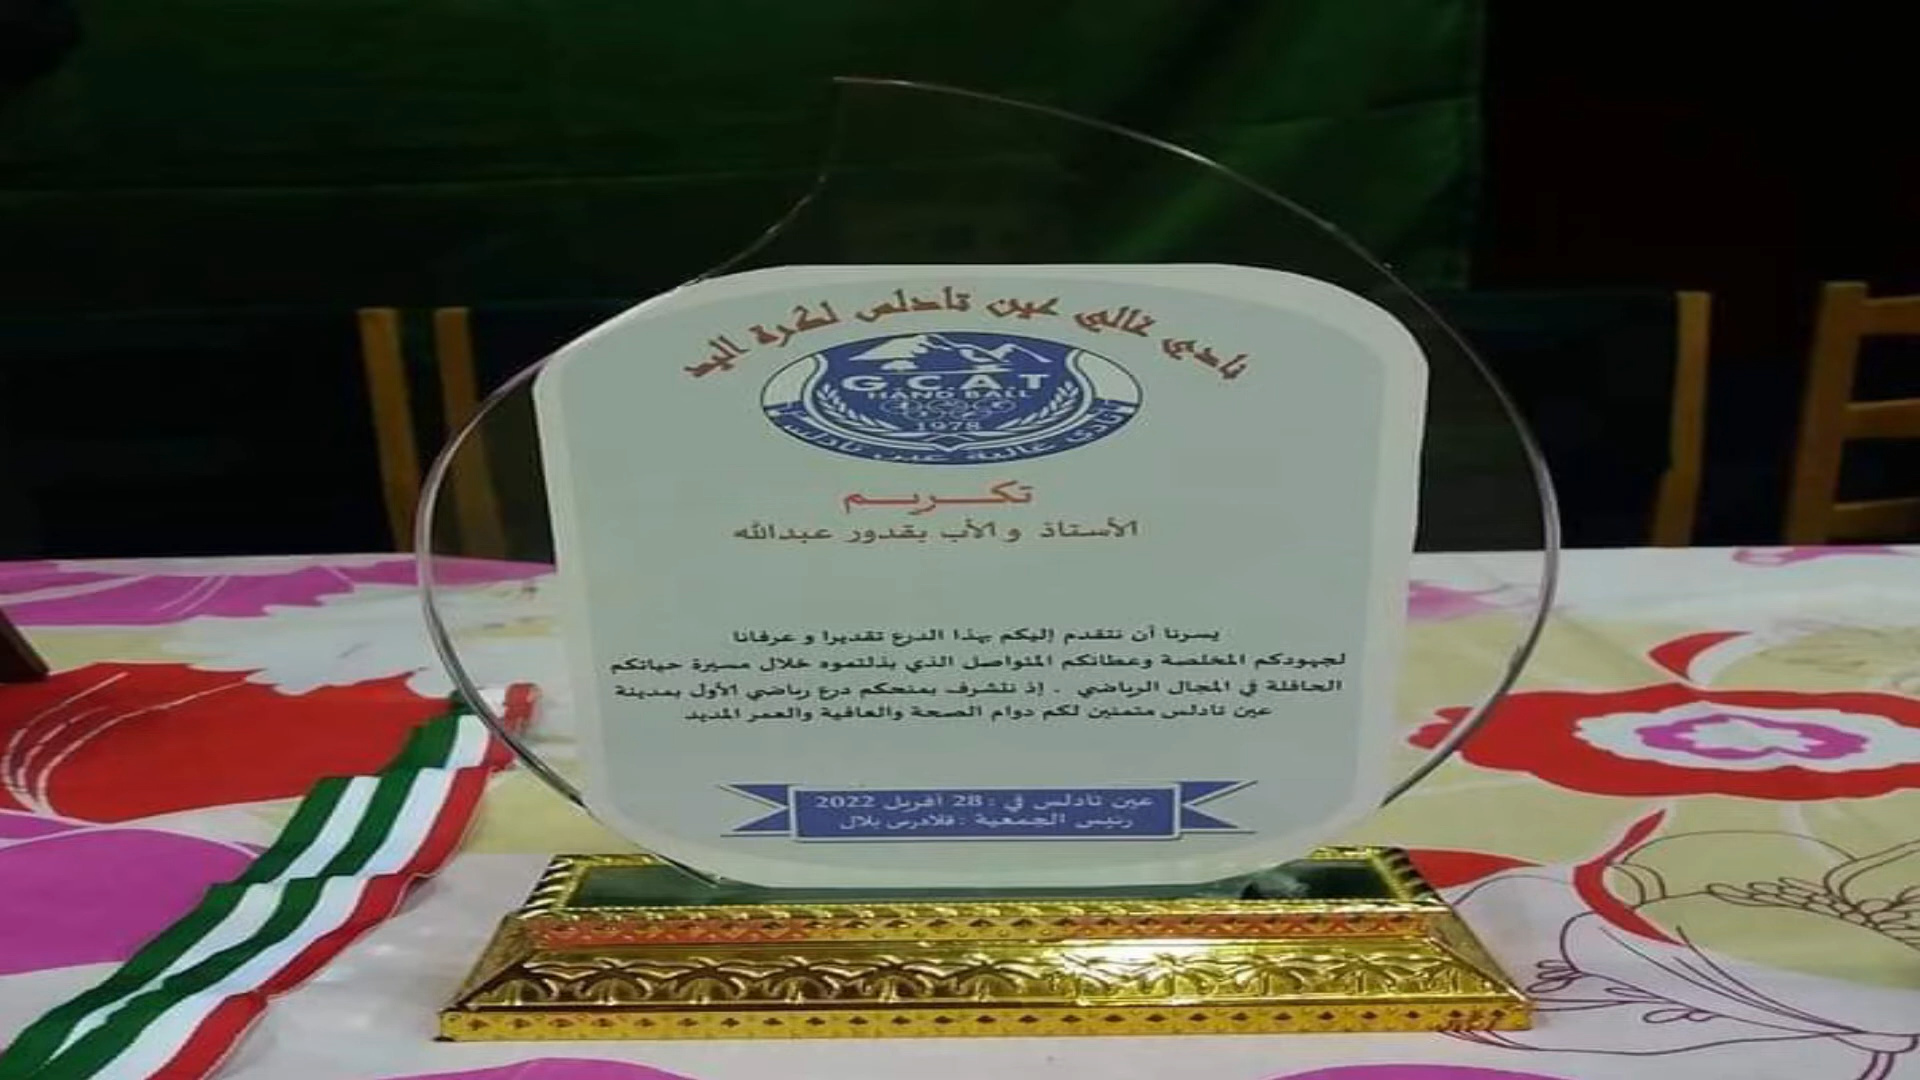 نادي غالي عين تادلس لكرة اليد
G.C.A.T
HAND BALL
1978
نادي غالية عين تادلس
تكريم
الأستاذ و الأب بقدور عبدالله
يسرنا أن نتقدم إليكم بهذا الدرع تقديرا و عرفانا
لجهودكم المخلصة وعطائكم المتواصل الذي بذلتموه خلال مسيرة حياتكم
الحافلة في المجال الرياضي . إذ نتشرف بمنحكم درع رياضي الأول بمدينة
عين تادلس متمنين لكم دوام الصحة والعافية والعمر المديد
عين تادلس في : 28 أفريل 2022
رئيس الجمعية : فلادرس بلال